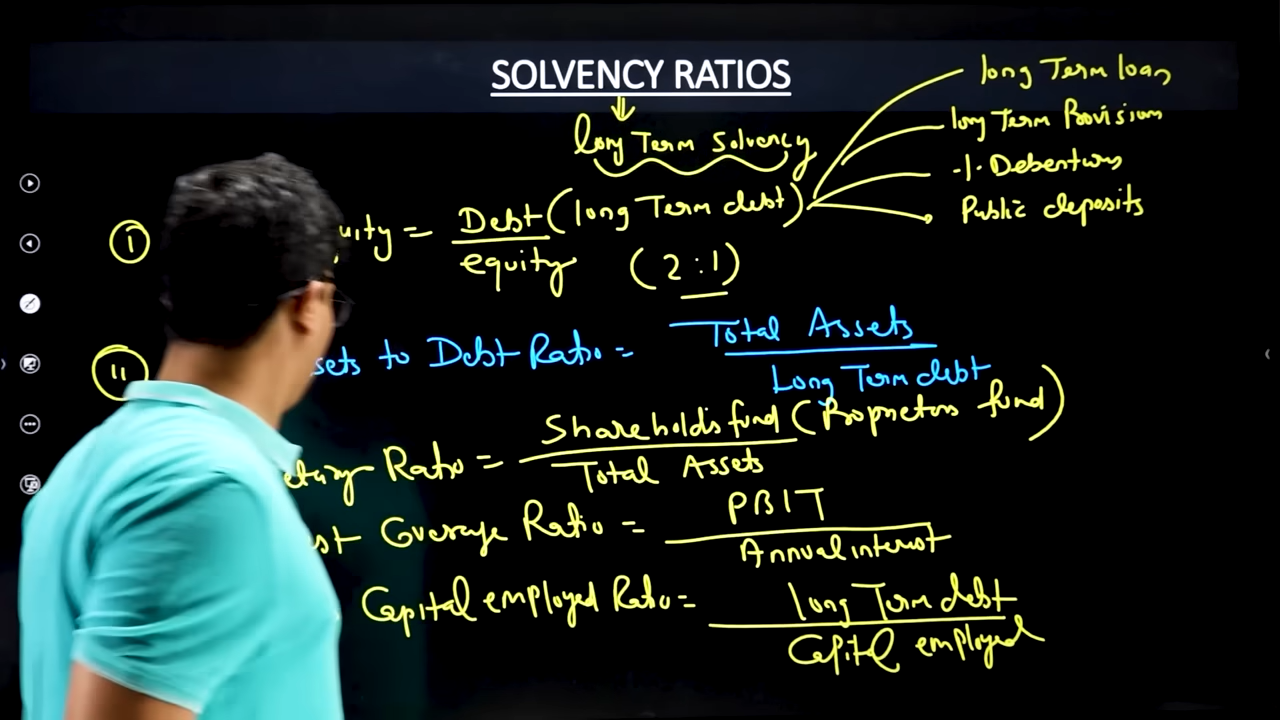 SOLVENCY RATIOS
long Term Solvency
long Term loan
long Term Provision
-/. Debentures
Public deposits
I
uity = Debt (long Term debt)
equity (2:1)
II
sets to Debt Ratio = Total Assets
Long Term debt
etary Ratio = Shareholds fund (Proprietors fund)
Total Assets
st Coverage Ratio = PBIT
Annual interest
Capital employed Ratio = long Term debt
Capital employed